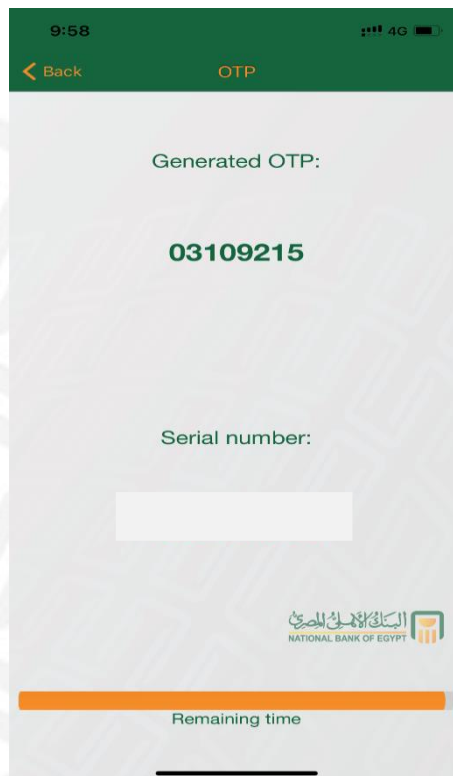 9:58
4G
Back
OTP
Generated OTP:
03109215
Serial number:
البنك الأهلي المصري
NATIONAL BANK OF EGYPT
Remaining time